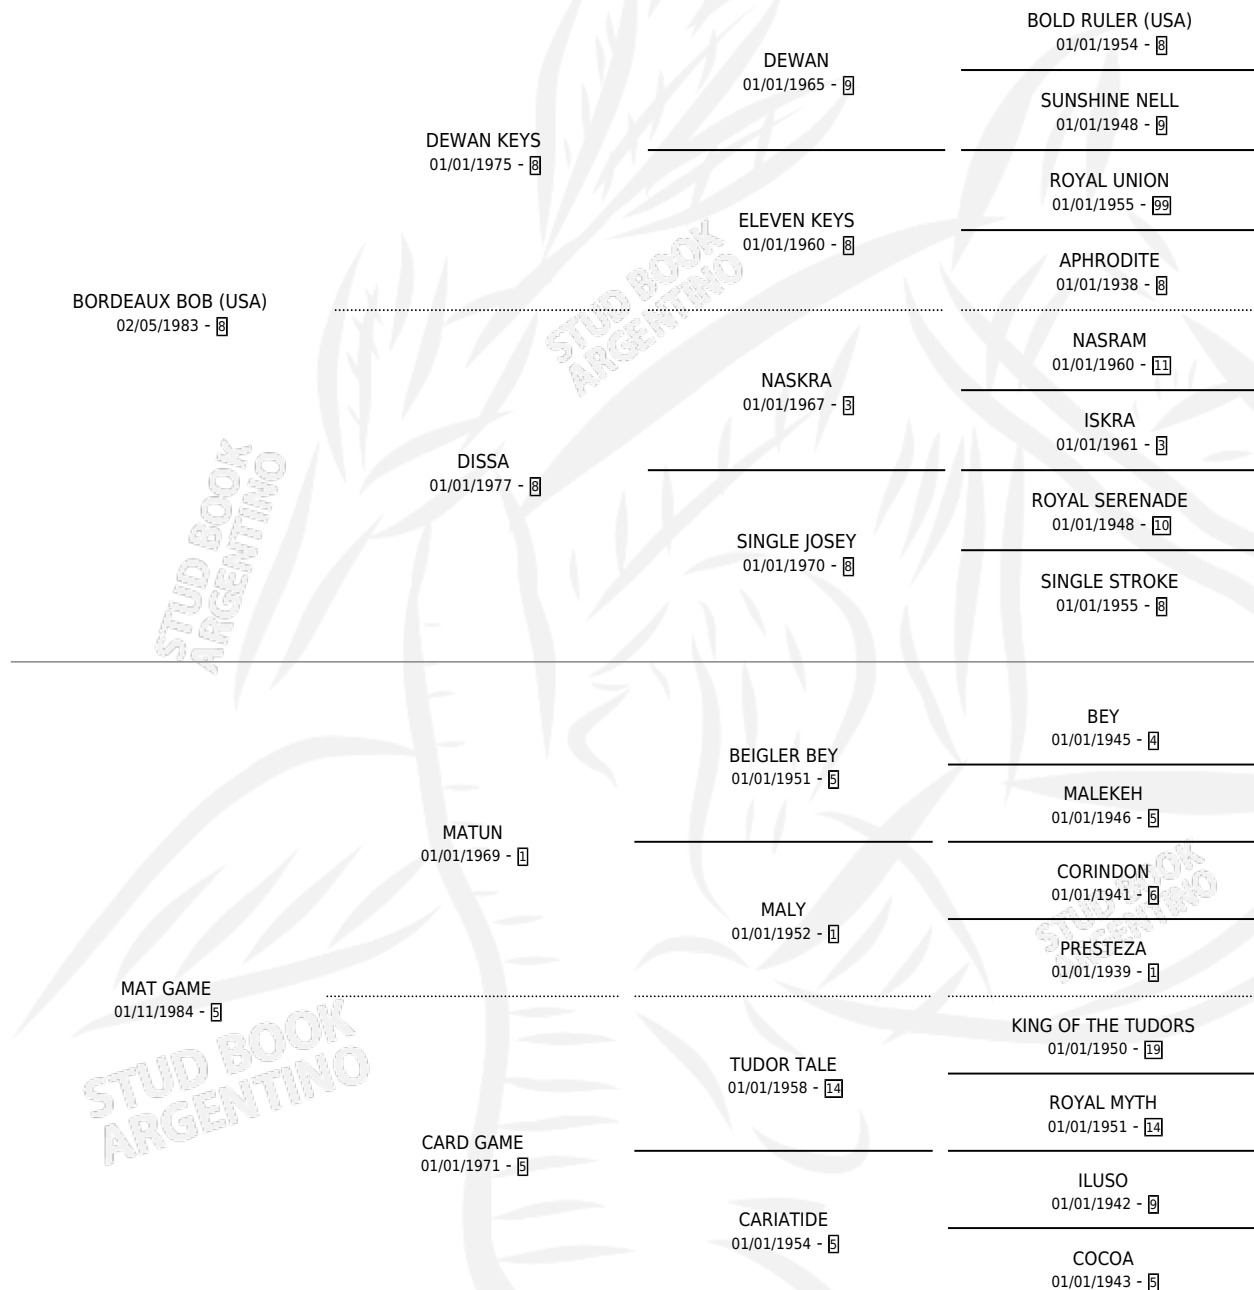 BOLD RULER (USA)
01/01/1954 - 8
DEWAN
01/01/1965 - 9
SUNSHINE NELL
01/01/1948 - 9
DEWAN KEYS
01/01/1975 - 8
ROYAL UNION
01/01/1955 - 99
ELEVEN KEYS
01/01/1960 - 8
APHRODITE
01/01/1938 - 8
BORDEAUX BOB (USA)
02/05/1983 - 8
NASRAM
01/01/1960 - 11
NASKRA
01/01/1967 - 3
ISKRA
01/01/1961 - 3
DISSA
01/01/1977 - 8
ROYAL SERENADE
01/01/1948 - 10
SINGLE JOSEY
01/01/1970 - 8
SINGLE STROKE
01/01/1955 - 8
BEY
01/01/1945 - 4
BEIGLER BEY
01/01/1951 - 5
MALEKEH
01/01/1946 - 5
MATUN
01/01/1969 - 1
CORINDON
01/01/1941 - 6
MALY
01/01/1952 - 1
PRESTEZA
01/01/1939 - 1
MAT GAME
01/11/1984 - 5
KING OF THE TUDORS
01/01/1950 - 19
TUDOR TALE
01/01/1958 - 14
ROYAL MYTH
01/01/1951 - 14
CARD GAME
01/01/1971 - 5
ILUSO
01/01/1942 - 9
CARIATIDE
01/01/1954 - 5
COCOA
01/01/1943 - 5
STUD BOOK
ARGENTINO
STUD BOOK
ARGENTINO
STUD BOOK
ARGENTINO
STUD BOOK
ARGENTINO